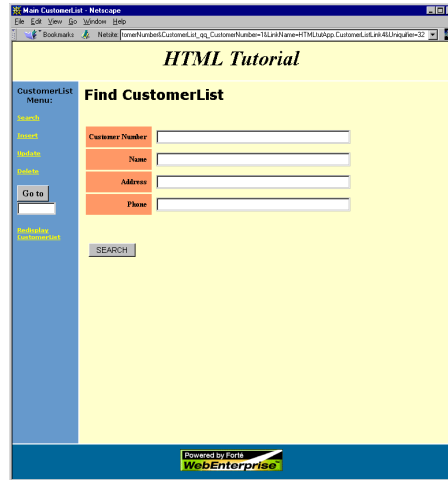 Main CustomerList - Netscape
File Edit View Go Window Help
Bookmarks Netsite: tomerNumber&CustomerList_qq_CustomerNumber=1&LinkName=HTMLtutApp.CustomerListLink4&Uniquifier=32
HTML Tutorial
CustomerList
Menu:
Search
Insert
Update
Delete
Go to
Redisplay
CustomerList
Find CustomerList
Customer Number
Name
Address
Phone
SEARCH
Powered by Forté
WebEnterprise